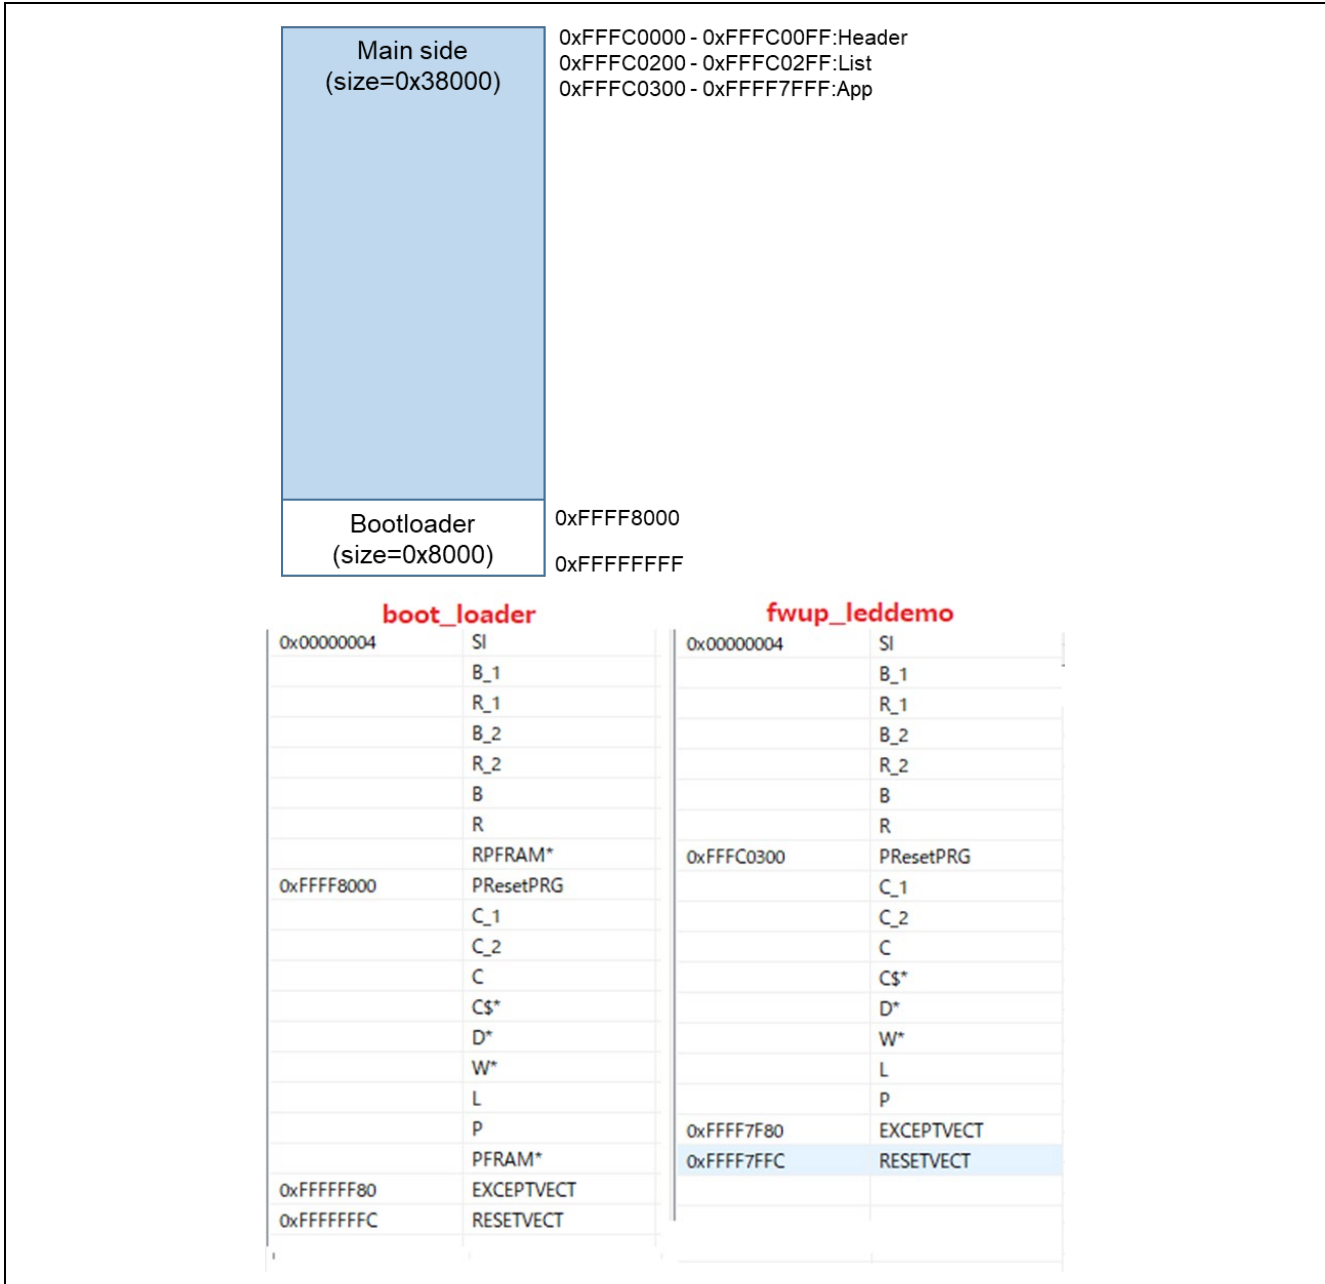 Main side
(size=0x38000)
0xFFFC0000 - 0xFFFC00FF:Header
0xFFFC0200 - 0xFFFC02FF:List
0xFFFC0300 - 0xFFFF7FFF:App
Bootloader
(size=0x8000)
0xFFFF8000
0xFFFFFFFF
boot_loader
0x00000004 SI
B_1
R_1
B_2
R_2
B
R
RPFRAM*
0xFFFF8000 PResetPRG
C_1
C_2
C
C$*
D*
W*
L
P
PFRAM*
0xFFFFFF80 EXCEPTVECT
0xFFFFFFFC RESETVECT
fwup_leddemo
0x00000004 SI
B_1
R_1
B_2
R_2
B
R
0xFFFC0300 PResetPRG
C_1
C_2
C
C$*
D*
W*
L
P
0xFFFF7F80 EXCEPTVECT
0xFFFF7FFC RESETVECT